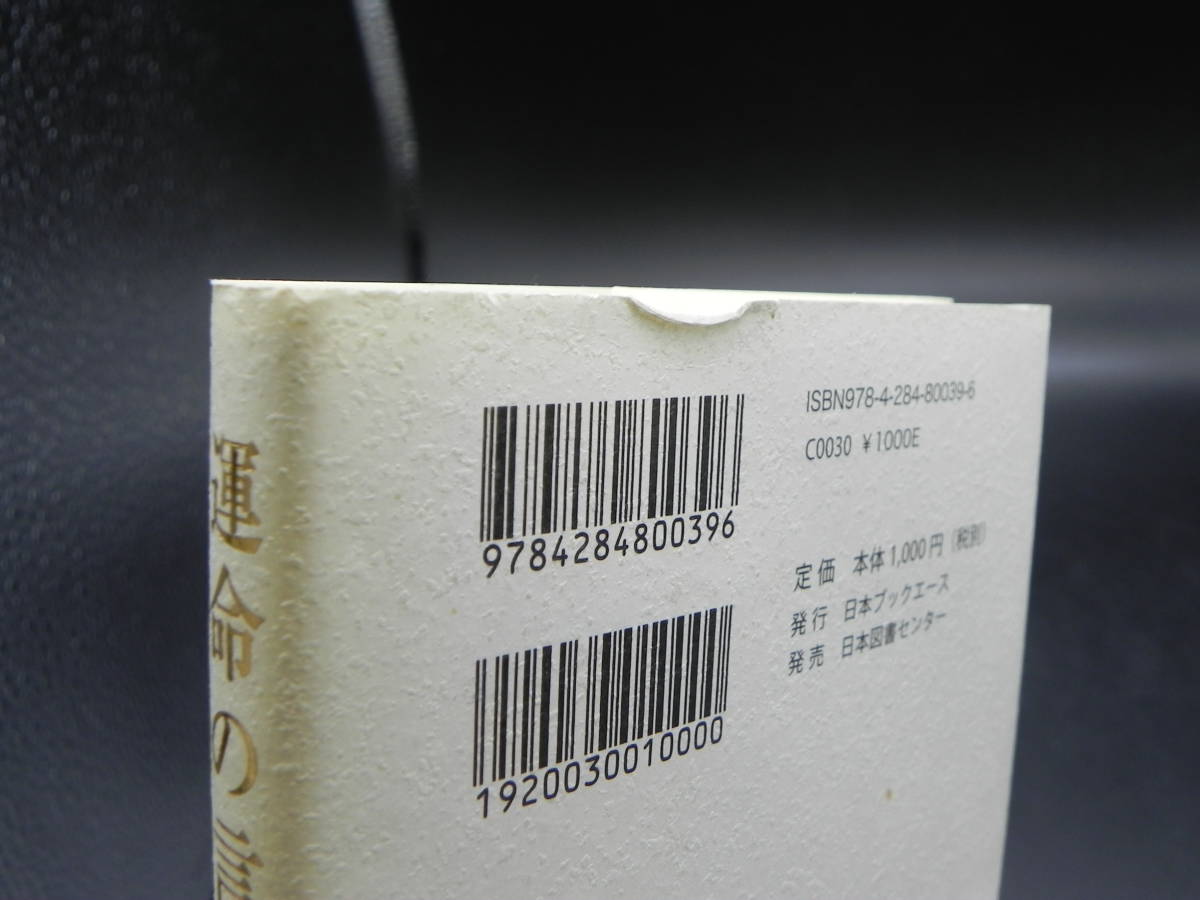 運命の言
9784284800396
1920030010000
ISBN978-4-284-80039-6
C0030 ¥1000E
定価 本体1,000円(税別)
発行 日本ブックエース
発売 日本図書センター